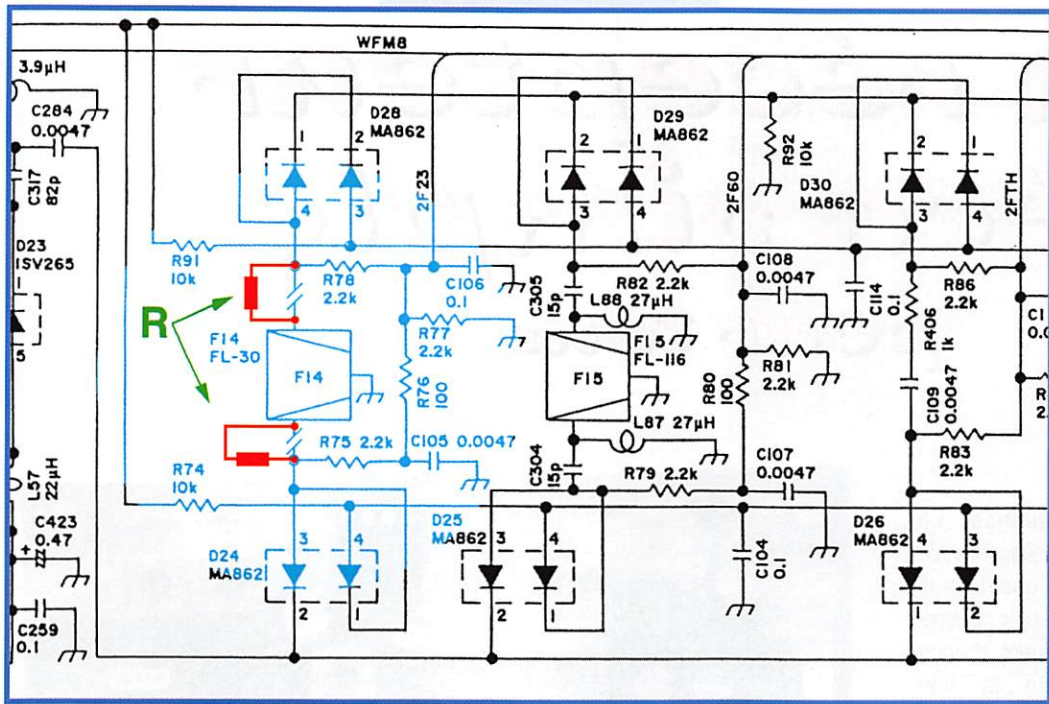 WFM8
3.9μH
C284
0.0047
C317
82p
D23
1SV265
1
5
L57
22μH
C423
0.47
+
C259
0.1
D28
MA862
1
2
4
3
2F23
R91
10k
R78
2.2k
C106
0.1
R77
2.2k
R
F14
FL-30
F14
R76
100
R75 2.2k
C105 0.0047
R74
10k
D24
MA862
3
4
2
1
D25
MA862
3
4
2
1
D29
MA862
2
1
3
4
2F60
R92
10k
C305
15p
R82 2.2k
L88 27μH
C108
0.0047
F15
FL-116
F15
R81
2.2k
R80
100
L87 27μH
C304
15p
R79 2.2k
C107
0.0047
C104
0.1
D30
MA862
2
1
3
4
2FTH
C114
0.1
R86
2.2k
R406
1k
C109
0.0047
R83
2.2k
D26
MA862
4
3
1
2
C1
0.0
R
2.